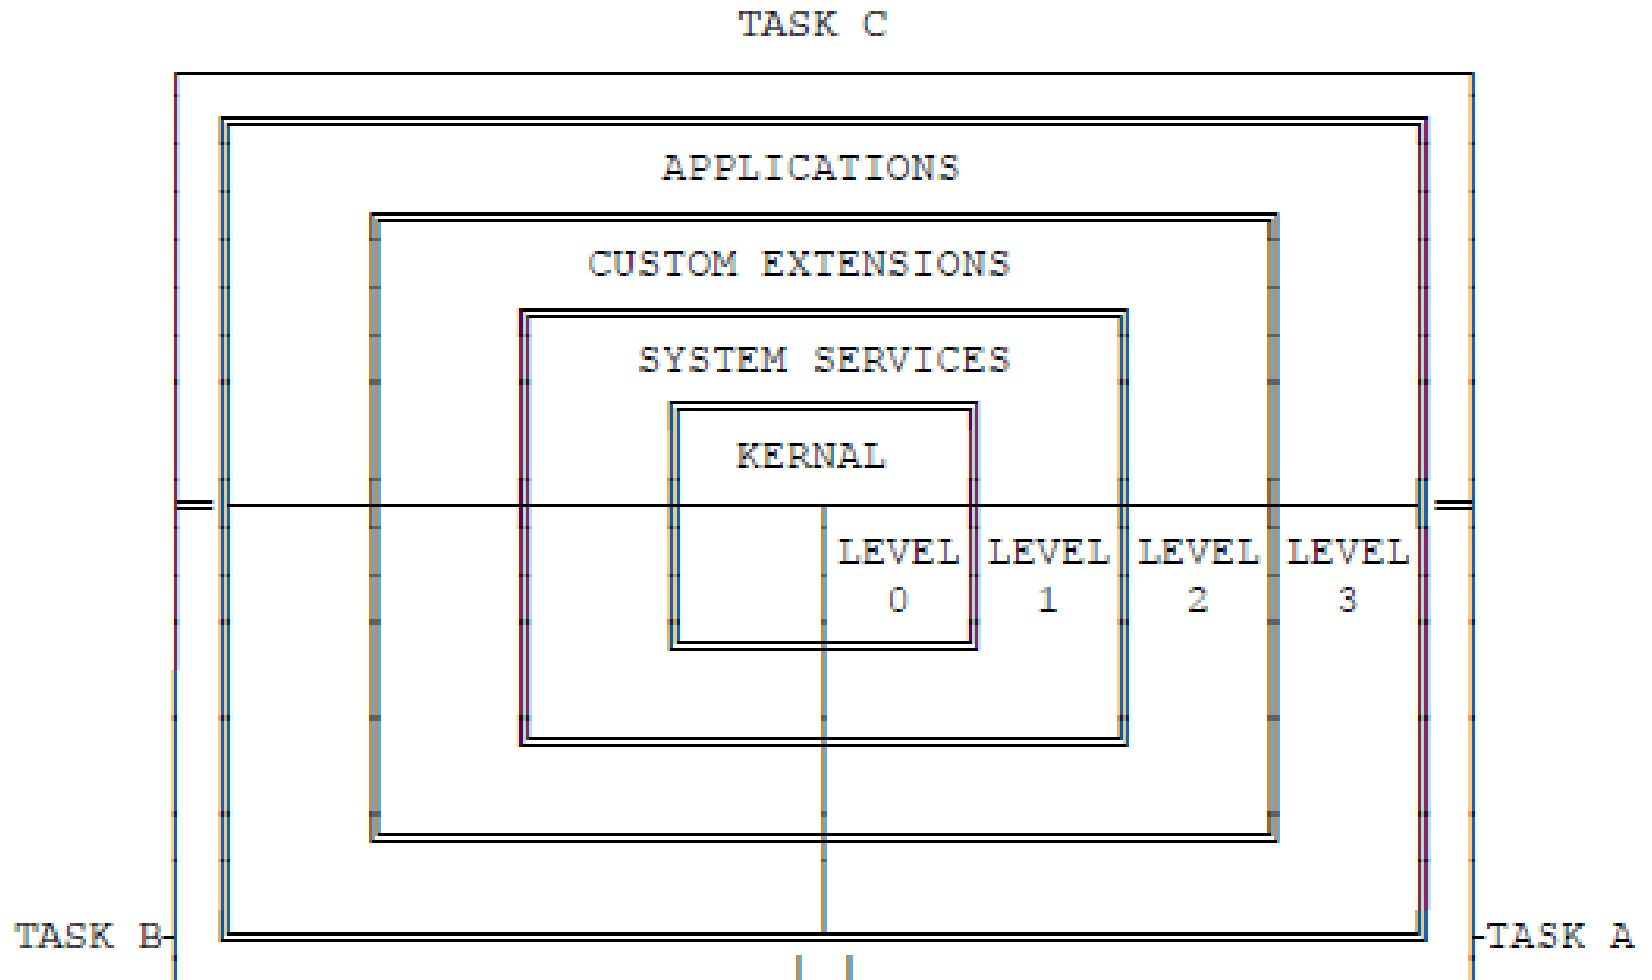 TASK C
APPLICATIONS
CUSTOM EXTENSIONS
SYSTEM SERVICES
KERNAL
LEVEL LEVEL LEVEL LEVEL
0 1 2 3
TASK B TASK A